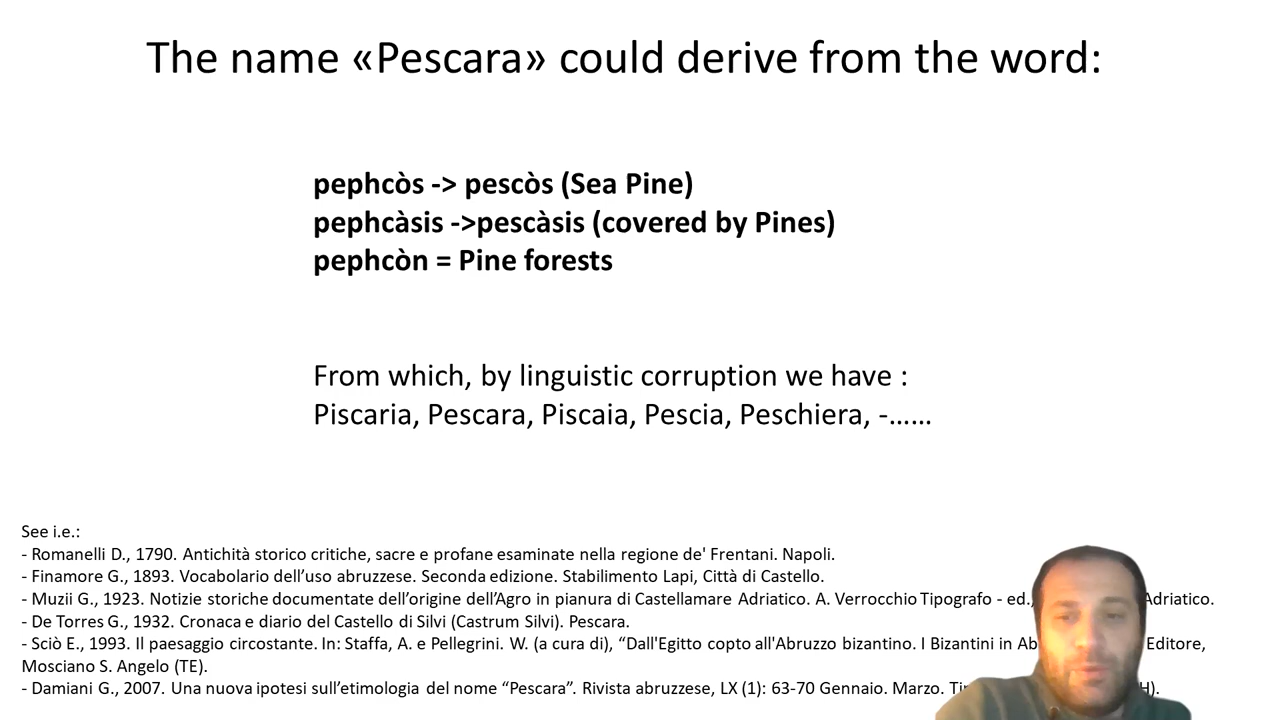 The name «Pescara» could derive from the word:
pephcòs -> pescòs (Sea Pine)
pephcàsis ->pescàsis (covered by Pines)
pephcòn = Pine forests
From which, by linguistic corruption we have :
Piscaria, Pescara, Piscaia, Pescia, Peschiera, -......
See i.e.:
- Romanelli D., 1790. Antichità storico critiche, sacre e profane esaminate nella regione de' Frentani. Napoli.
- Finamore G., 1893. Vocabolario dell’uso abruzzese. Seconda edizione. Stabilimento Lapi, Città di Castello.
- Muzii G., 1923. Notizie storiche documentate dell’origine dell’Agro in pianura di Castellamare Adriatico. A. Verrocchio Tipografo - ed., Adriatico.
- De Torres G., 1932. Cronaca e diario del Castello di Silvi (Castrum Silvi). Pescara.
- Sciò E., 1993. Il paesaggio circostante. In: Staffa, A. e Pellegrini. W. (a cura di), “Dall'Egitto copto all'Abruzzo bizantino. I Bizantini in Editore,
Mosciano S. Angelo (TE).
- Damiani G., 2007. Una nuova ipotesi sull’etimologia del nome “Pescara”. Rivista abruzzese, LX (1): 63-70 Gennaio. Marzo.